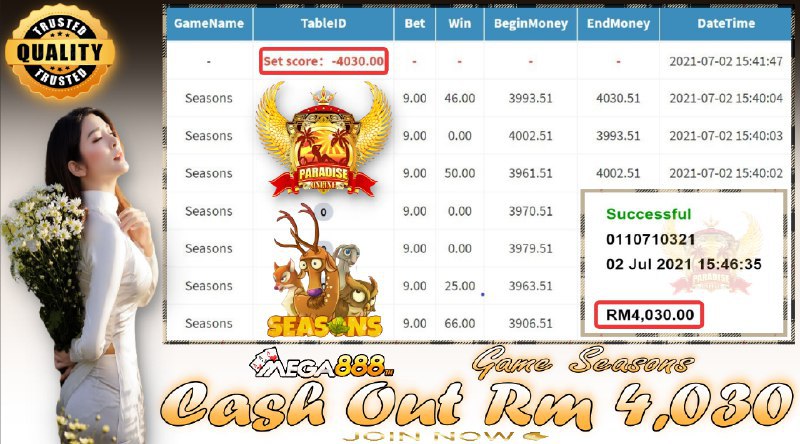 TRUSTED
QUALITY
TRUSTED
GameName TableID Bet Win BeginMoney EndMoney DateTime
- Set score: -4030.00 - - - - 2021-07-02 15:41:47
Seasons 9.00 46.00 3993.51 4030.51 2021-07-02 15:40:04
Seasons 9.00 0.00 4002.51 3993.51 2021-07-02 15:40:03
Seasons 9.00 50.00 3961.51 4002.51 2021-07-02 15:40:02
PARADISE
ONLINE
Seasons 0 9.00 0.00 3970.51
Seasons 9.00 0.00 3979.51
Seasons 9.00 25.00 3963.51
Seasons 9.00 66.00 3906.51
SEASONS
Successful
0110710321
02 Jul 2021 15:46:35
RM4,030.00
MEGA888 TM
Game Seasons
Cash Out Rm 4,030
JOIN NOW